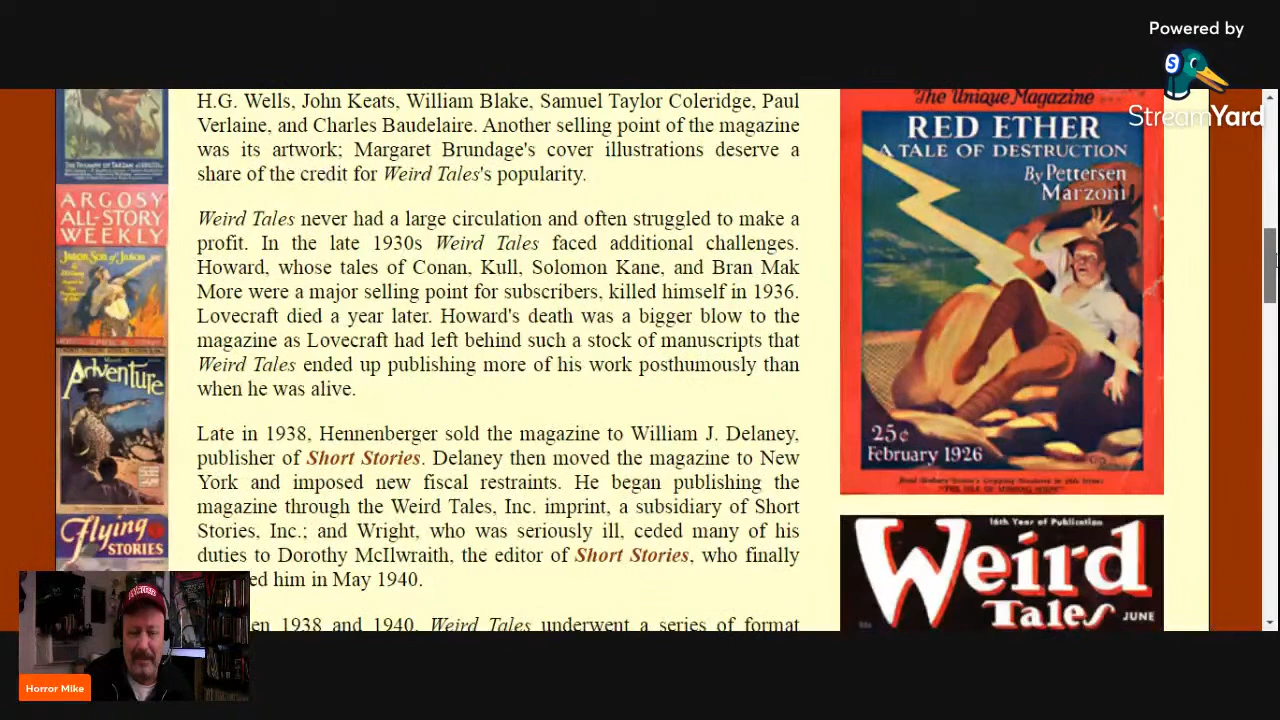 Powered by
StreamYard
H.G. Wells, John Keats, William Blake, Samuel Taylor Coleridge, Paul
Verlaine, and Charles Baudelaire. Another selling point of the magazine
was its artwork; Margaret Brundage's cover illustrations deserve a
share of the credit for Weird Tales's popularity.
Weird Tales never had a large circulation and often struggled to make a
profit. In the late 1930s Weird Tales faced additional challenges.
Howard, whose tales of Conan, Kull, Solomon Kane, and Bran Mak
More were a major selling point for subscribers, killed himself in 1936.
Lovecraft died a year later. Howard's death was a bigger blow to the
magazine as Lovecraft had left behind such a stock of manuscripts that
Weird Tales ended up publishing more of his work posthumously than
when he was alive.
Late in 1938, Hennenberger sold the magazine to William J. Delaney,
publisher of Short Stories. Delaney then moved the magazine to New
York and imposed new fiscal restraints. He began publishing the
magazine through the Weird Tales, Inc. imprint, a subsidiary of Short
Stories, Inc.; and Wright, who was seriously ill, ceded many of his
duties to Dorothy McIlwraith, the editor of Short Stories, who finally
ed him in May 1940.
en 1938 and 1940, Weird Tales underwent a series of format
ARGOSY
ALL-STORY
WEEKLY
Adventure
Flying
STORIES
The Unique Magazine
RED ETHER
A TALE OF DESTRUCTION
By Pettersen
Marzoni
25¢
February 1926
16th Year of Publication
Weird
Tales
JUNE
Horror Mike